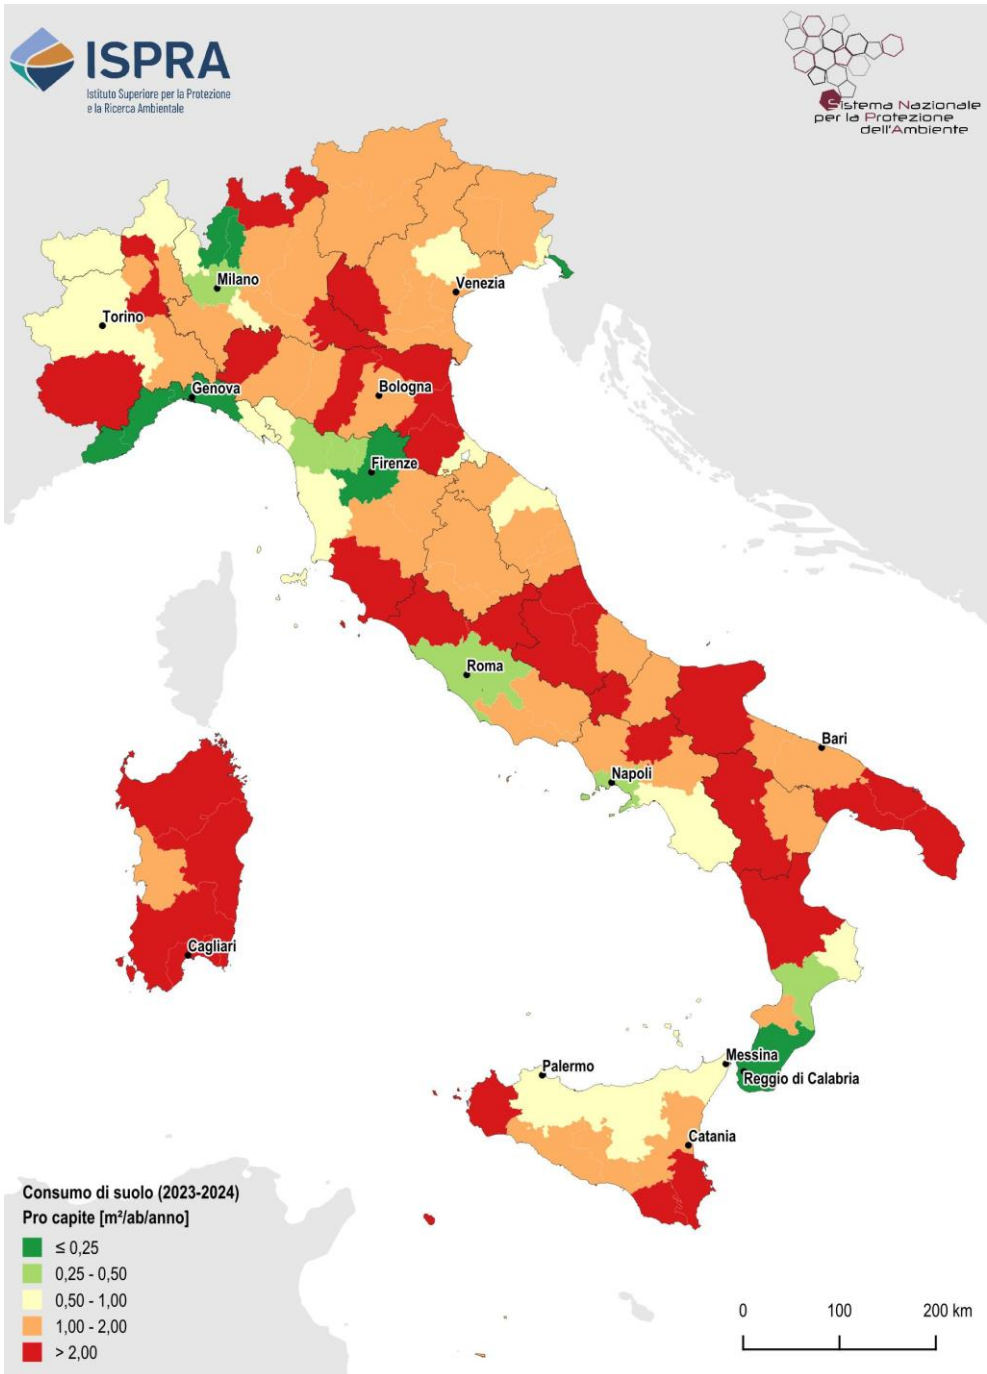 ISPRA
Istituto Superiore per la Protezione
e la Ricerca Ambientale
Sistema Nazionale
per la Protezione
dell'Ambiente
Milano
Venezia
Torino
Genova
Bologna
Firenze
Roma
Bari
Napoli
Cagliari
Messina
Palermo
Reggio di Calabria
Catania
Consumo di suolo (2023-2024)
Pro capite [m²/ab/anno]
≤ 0,25
0,25 - 0,50
0,50 - 1,00
1,00 - 2,00
> 2,00
0 100 200 km